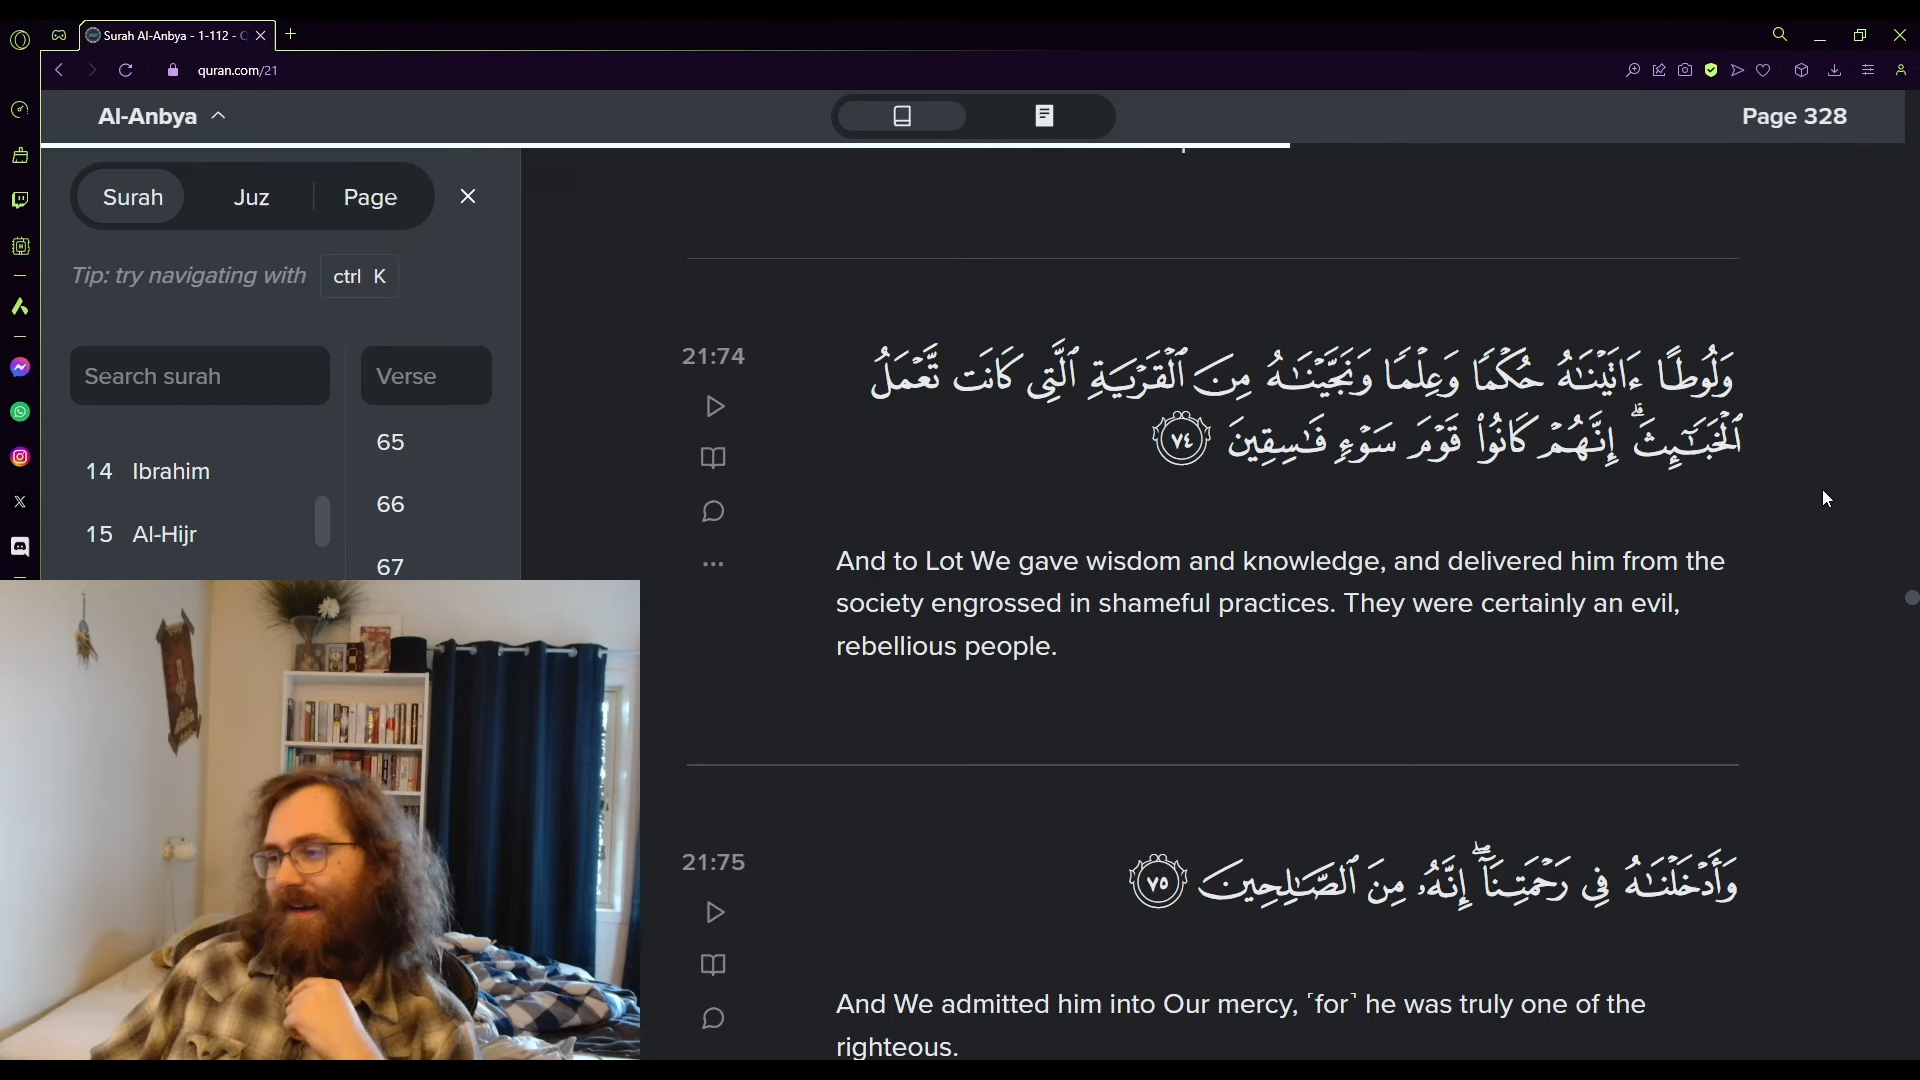 Surah Al-Anbya - 1-112 -
quran.com/21
Al-Anbya
Page 328
Surah
Juz
Page
Tip: try navigating with
ctrl K
Search surah
Verse
14 Ibrahim
15 Al-Hijr
65
66
67
21:74
وَلُوطًا ءَاتَيْنَـٰهُ حُكْمًا وَعِلْمًا وَنَجَّيْنَـٰهُ مِنَ ٱلْقَرْيَةِ ٱلَّتِى كَانَت تَّعْمَلُ
ٱلْخَبَـٰٓئِثَ ۗ إِنَّهُمْ كَانُوا۟ قَوْمَ سَوْءٍ فَـٰسِقِينَ ٧٤
And to Lot We gave wisdom and knowledge, and delivered him from the
society engrossed in shameful practices. They were certainly an evil,
rebellious people.
21:75
وَأَدْخَلْنَـٰهُ فِى رَحْمَتِنَآ ۖ إِنَّهُۥ مِنَ ٱلصَّـٰلِحِينَ ٧٥
And We admitted him into Our mercy, ˹for˺ he was truly one of the
righteous.